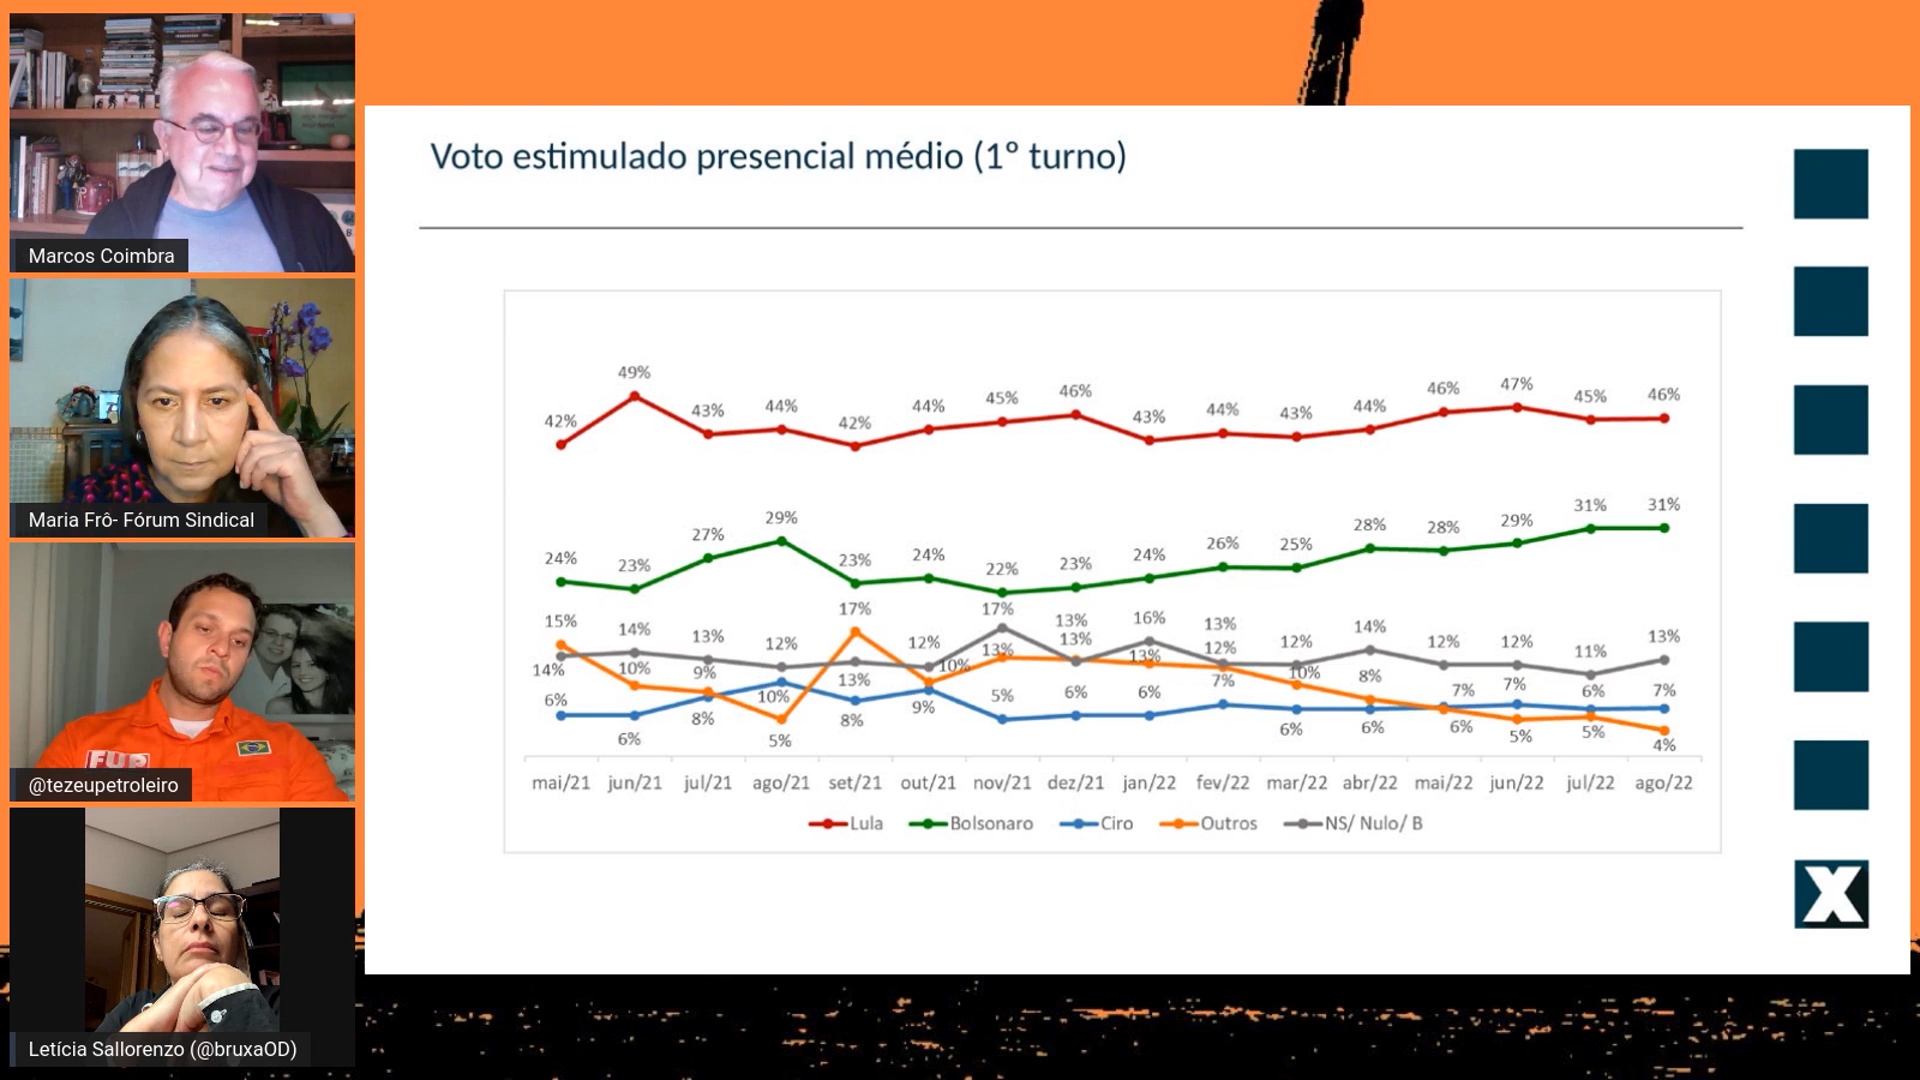 Marcos Coimbra
Maria Frô- Fórum Sindical
FUP
@tezeupetroleiro
Letícia Sallorenzo (@bruxaOD)
Voto estimulado presencial médio (1º turno)
42% 49% 43% 44% 42% 44% 45% 46% 43% 44% 43% 44% 46% 47% 45% 46%
24% 23% 27% 29% 23% 24% 22% 23% 24% 26% 25% 28% 28% 29% 31% 31%
15% 14% 13% 12% 17% 12% 17% 13% 16% 13% 12% 14% 12% 12% 11% 13%
14% 10% 9% 10% 13% 10% 13% 13% 13% 12% 10% 8% 7% 7% 6% 7%
6% 6% 8% 5% 8% 9% 5% 6% 6% 7% 6% 6% 6% 5% 5% 4%
mai/21 jun/21 jul/21 ago/21 set/21 out/21 nov/21 dez/21 jan/22 fev/22 mar/22 abr/22 mai/22 jun/22 jul/22 ago/22
Lula Bolsonaro Ciro Outros NS/ Nulo/ B
X